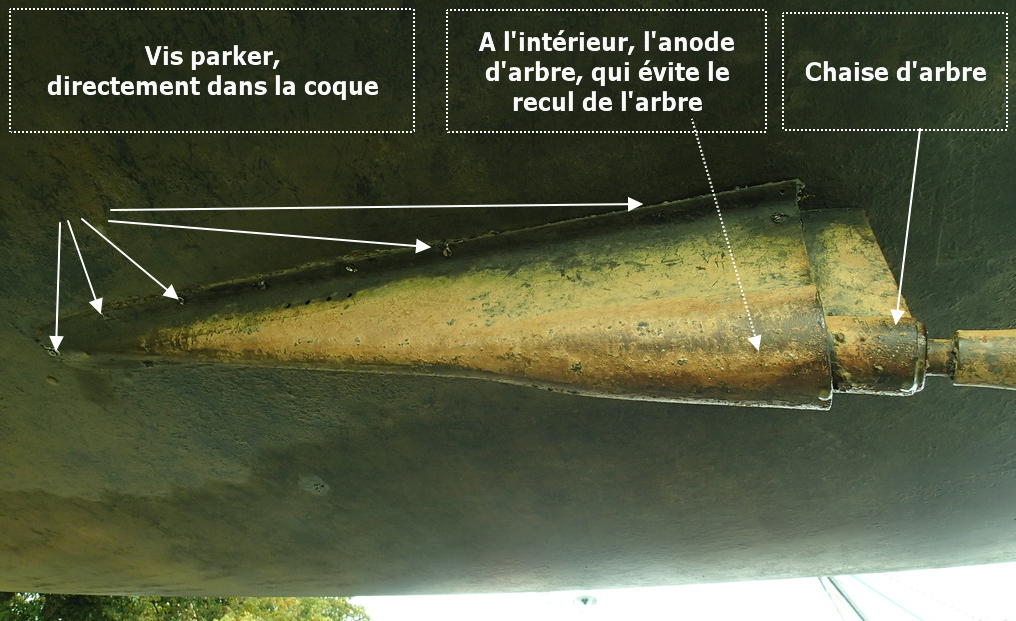 Vis parker,
directement dans la coque
A l'intérieur, l'anode
d'arbre, qui évite le
recul de l'arbre
Chaise d'arbre